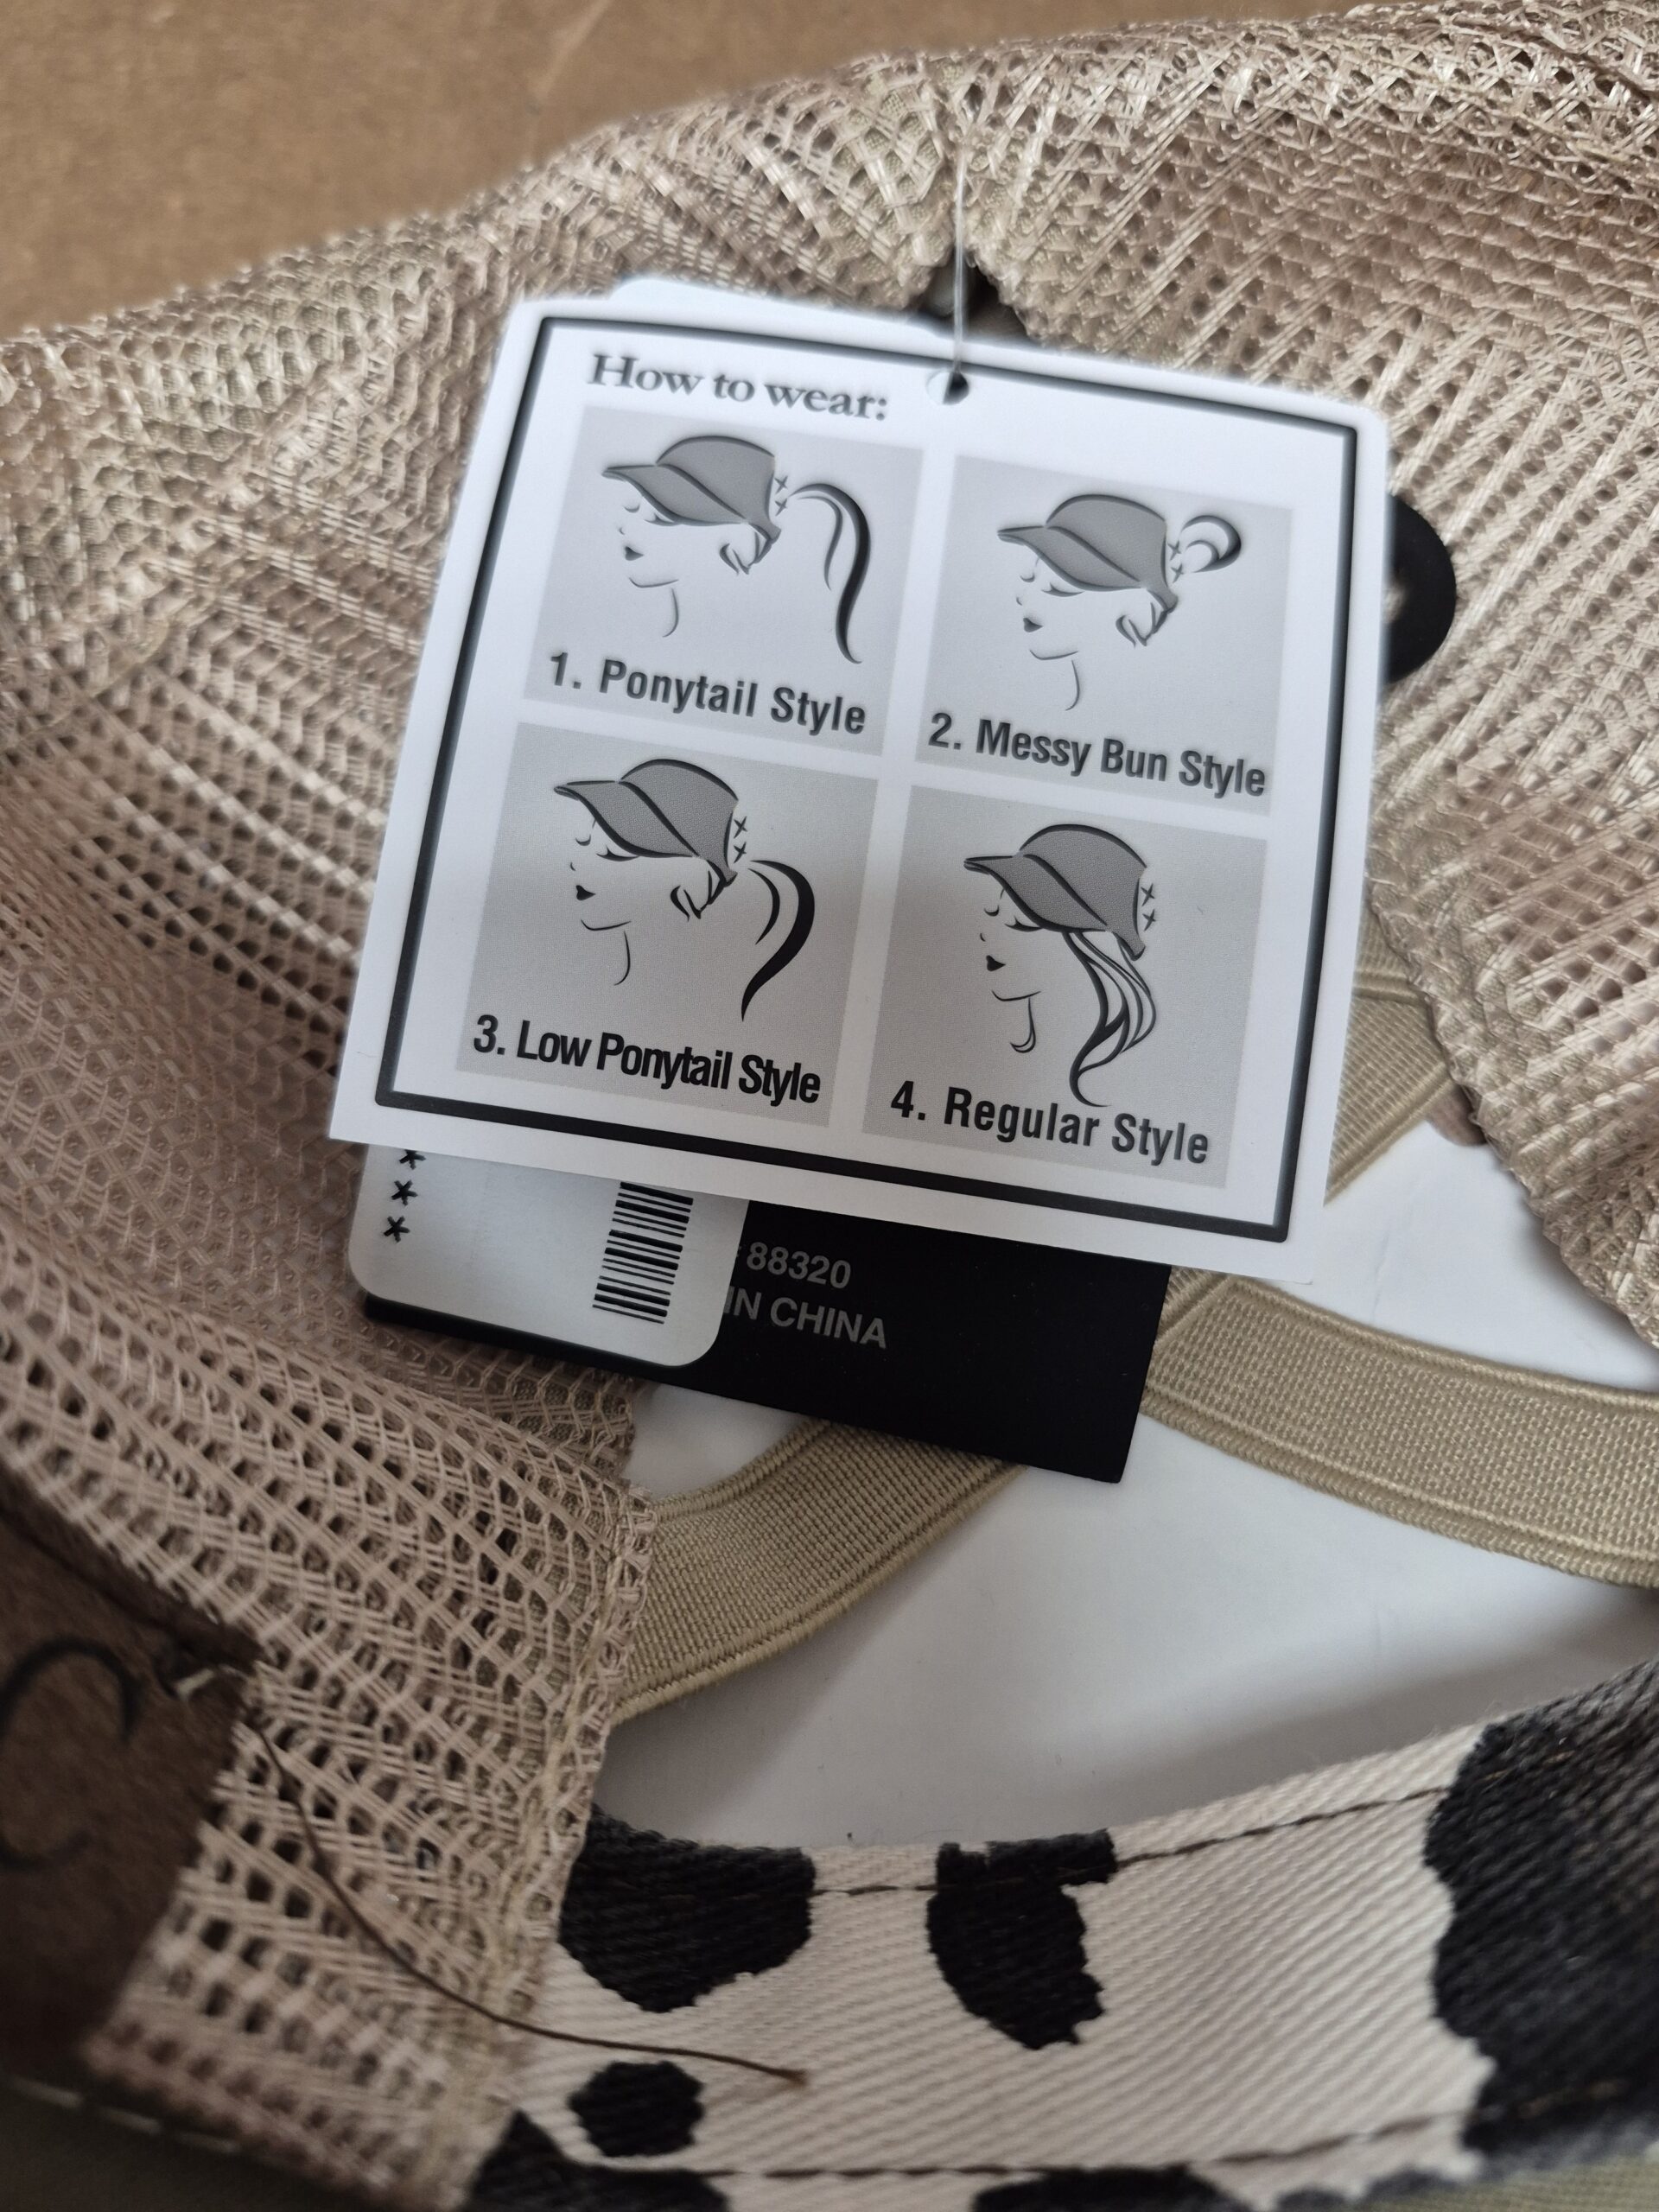 How to wear:
1. Ponytail Style
2. Messy Bun Style
3. Low Ponytail Style
4. Regular Style
***
88320
IN CHINA